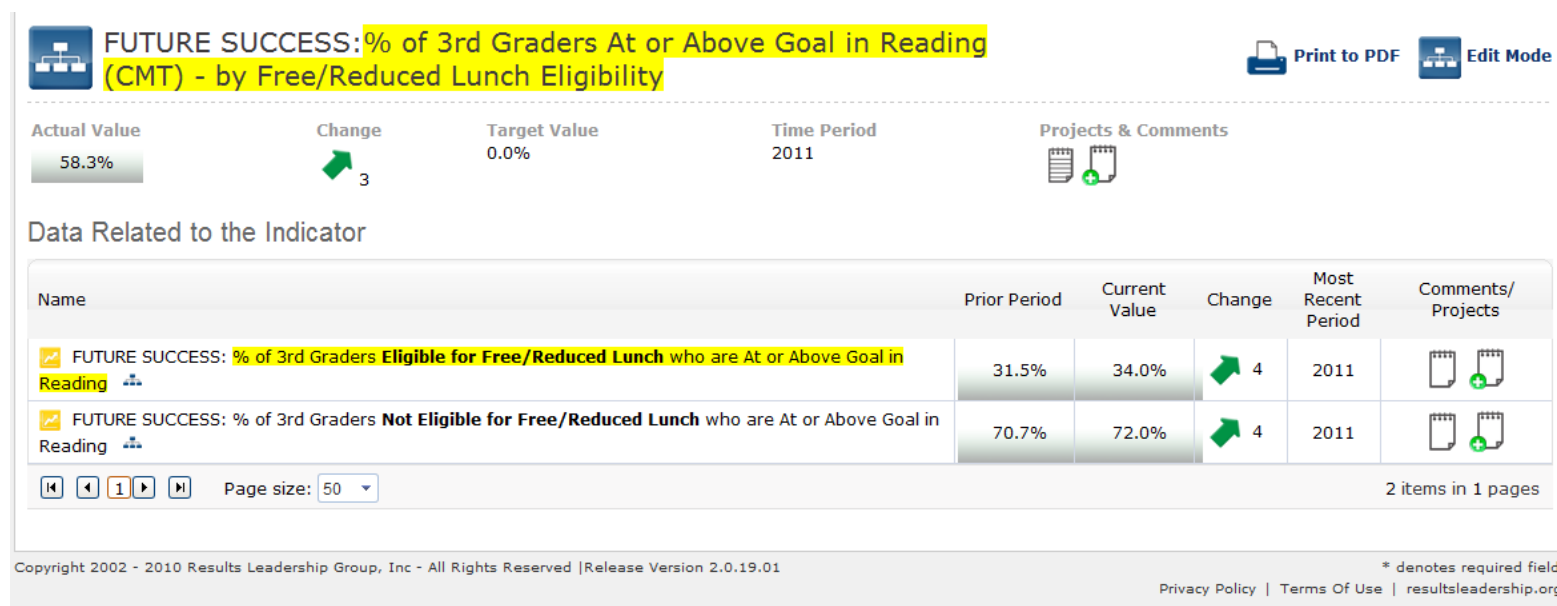 FUTURE SUCCESS:% of 3rd Graders At or Above Goal in Reading
(CMT) - by Free/Reduced Lunch Eligibility
Print to PDF
Edit Mode
Actual Value Change Target Value Time Period Projects & Comments
58.3% 3 0.0% 2011
Data Related to the Indicator
Name Prior Period Current Value Change Most Recent Period Comments/ Projects
FUTURE SUCCESS: % of 3rd Graders Eligible for Free/Reduced Lunch who are At or Above Goal in
Reading
31.5% 34.0% 4 2011
FUTURE SUCCESS: % of 3rd Graders Not Eligible for Free/Reduced Lunch who are At or Above Goal in
Reading
70.7% 72.0% 4 2011
1 Page size: 50 2 items in 1 pages
Copyright 2002 - 2010 Results Leadership Group, Inc - All Rights Reserved |Release Version 2.0.19.01
* denotes required field
Privacy Policy | Terms Of Use | resultsleadership.org